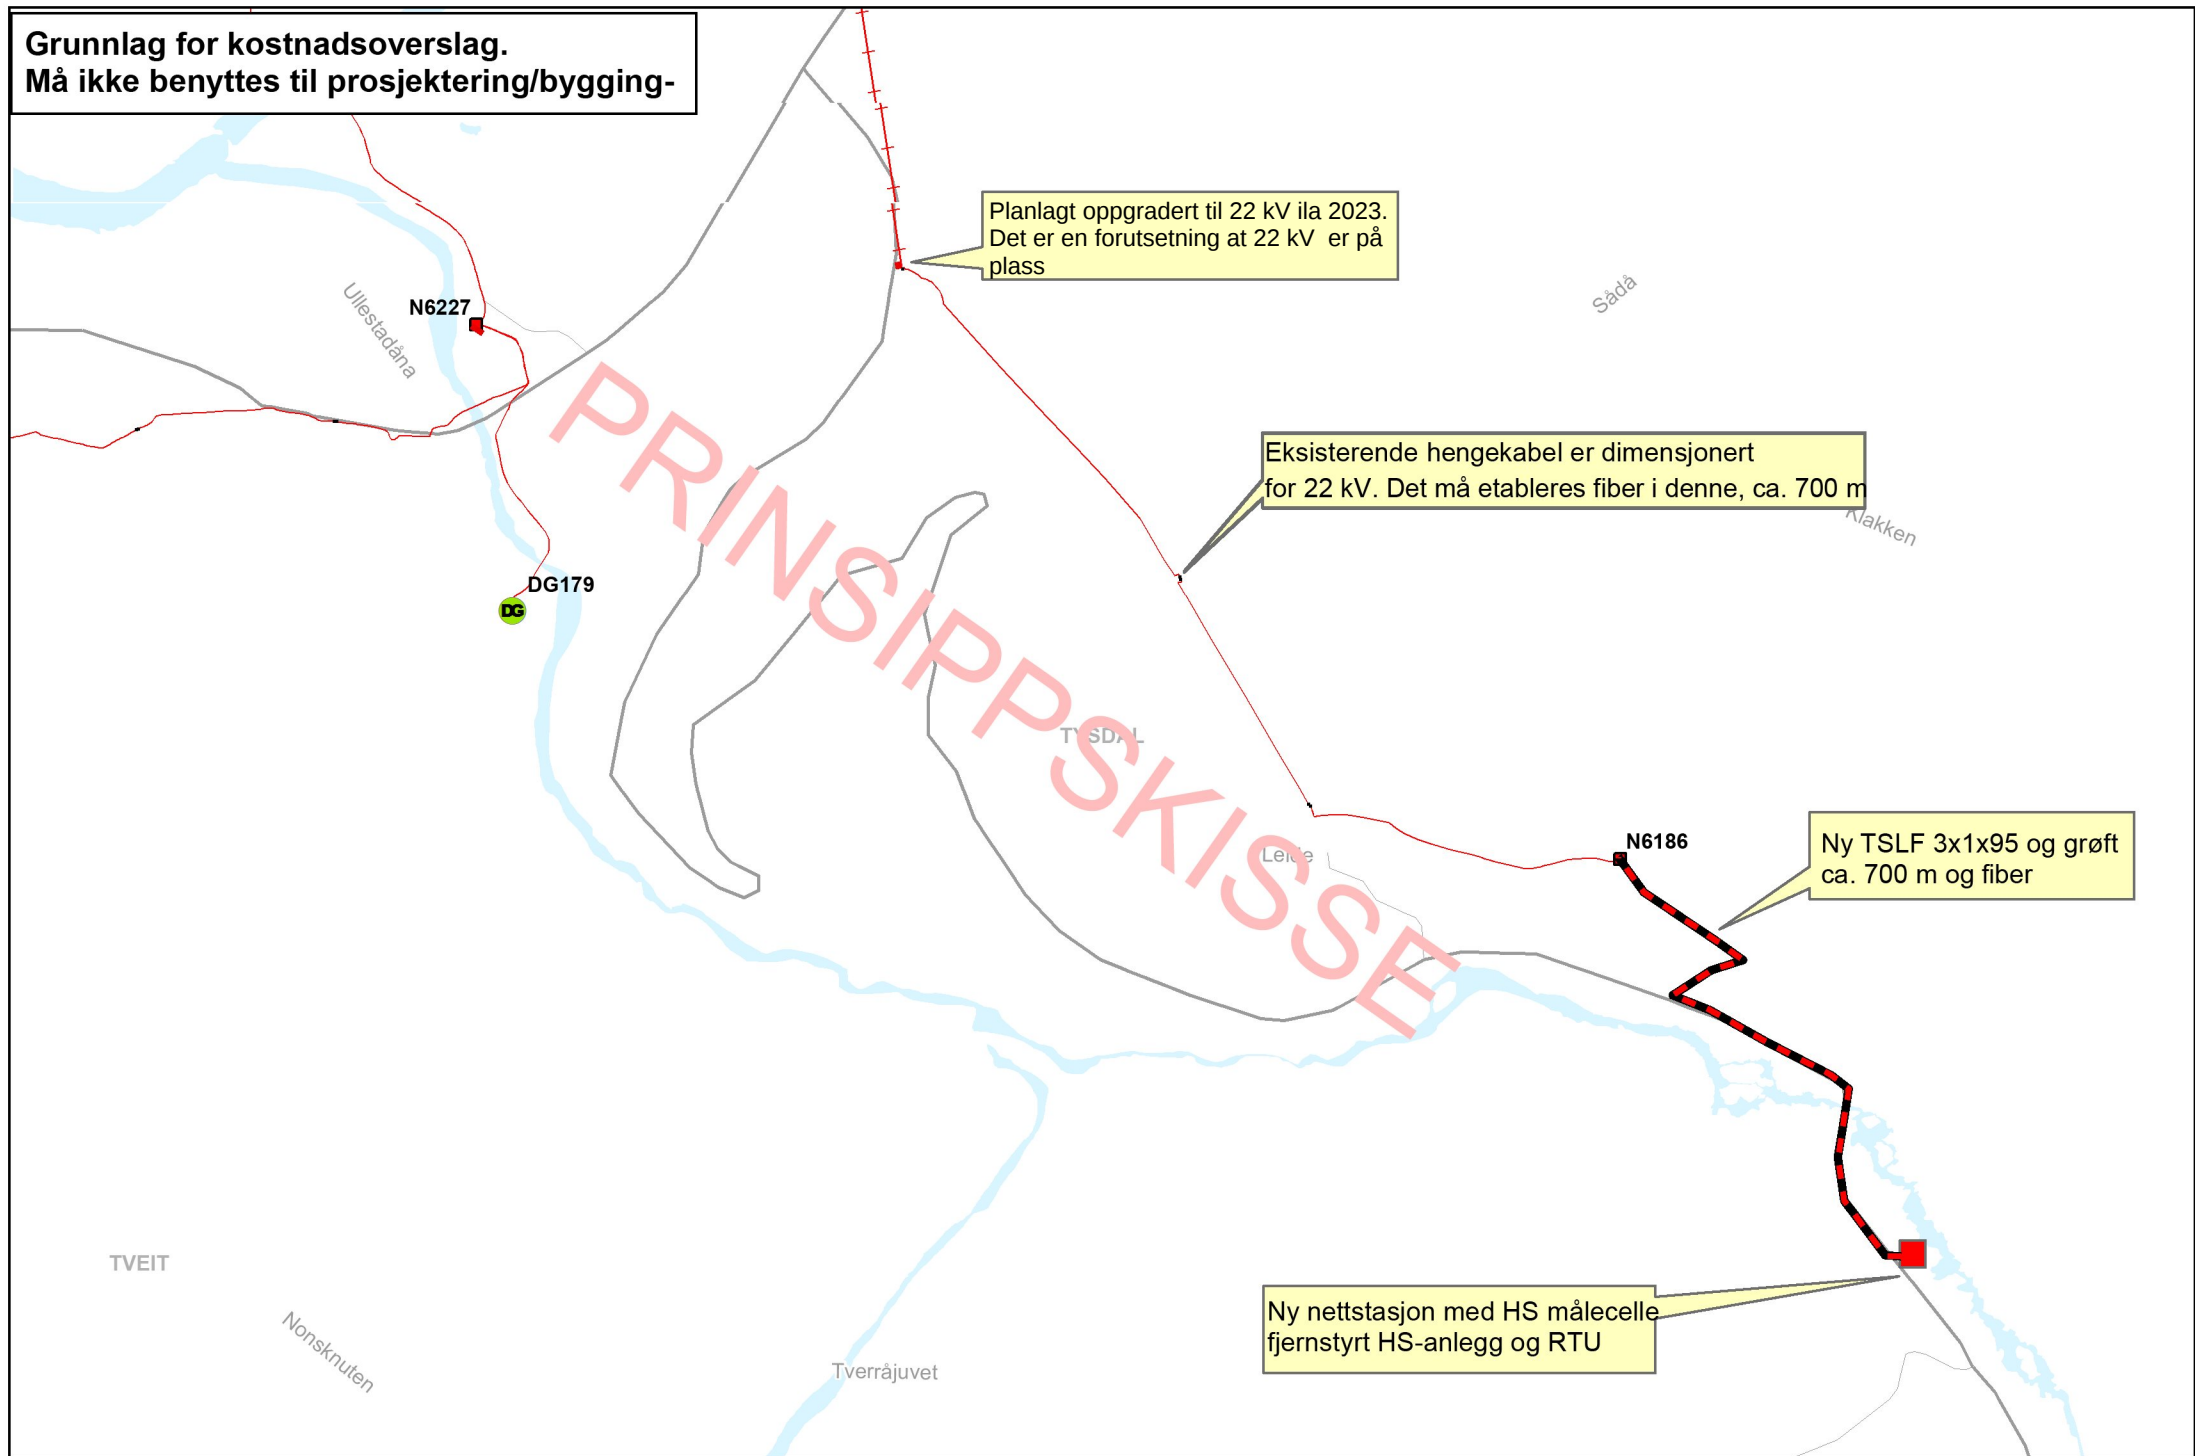 Grunnlag for kostnadsoverslag.
Må ikke benyttes til prosjektering/bygging-
Planlagt oppgradert til 22 kV ila 2023.
Det er en forutsetning at 22 kV er på
plass
Sådå
N6227
Ullestadåna
Eksisterende hengekabel er dimensjonert
for 22 kV. Det må etableres fiber i denne, ca. 700 m
Klakken
DG179
DG
PRINSIPPSKISSE
TYSDAL
N6186
Leide
Ny TSLF 3x1x95 og grøft
ca. 700 m og fiber
TVEIT
Nonsknuten
Tverråjuvet
Ny nettstasjon med HS målecelle
fjernstyrt HS-anlegg og RTU